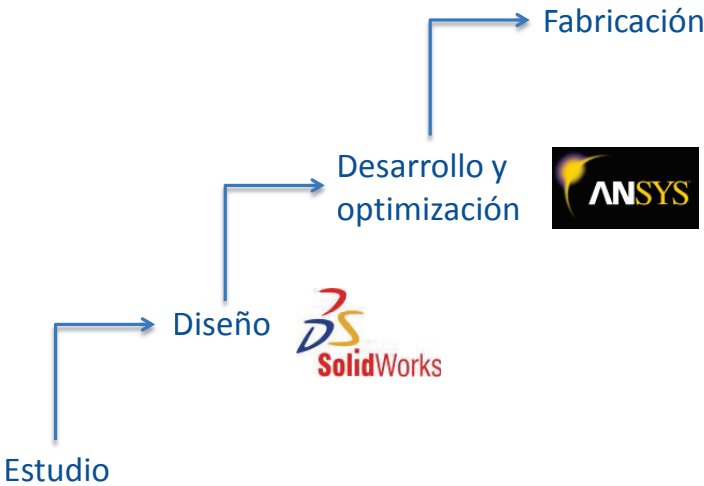 Fabricación
Desarrollo y
optimización
ANSYS
Diseño
SolidWorks
Estudio